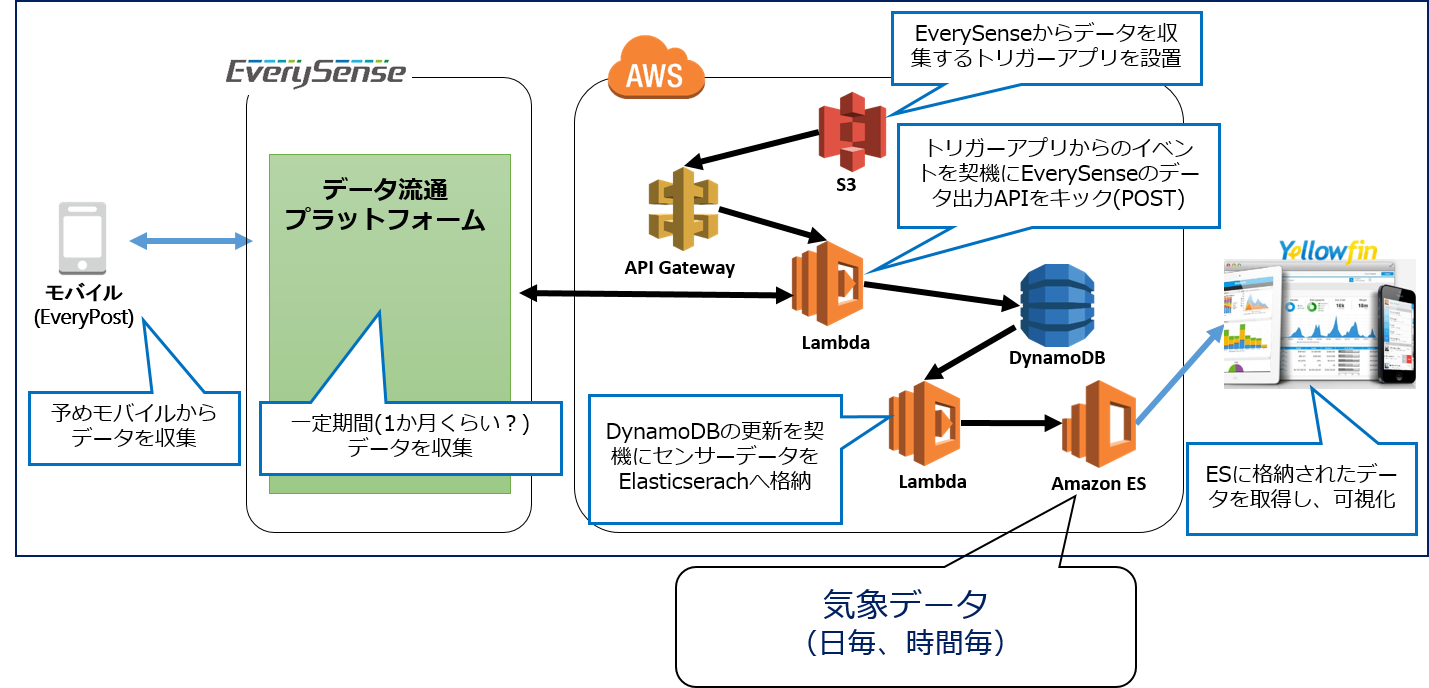 EverySense
AWS
EverySenseからデータを収
集するトリガーアプリを設置
S3
トリガーアプリからのイベン
トを契機にEverySenseのデー
タ出力APIをキック(POST)
データ流通
プラットフォーム
API Gateway
モバイル
(EveryPost)
Lambda
DynamoDB
Yellowfin
予めモバイルから
データを収集
一定期間(1か月くらい？)
データを収集
DynamoDBの更新を契
機にセンサーデータを
Elasticserachへ格納
Lambda
Amazon ES
ESに格納されたデー
タを取得し、可視化
気象データ
（日毎、時間毎）